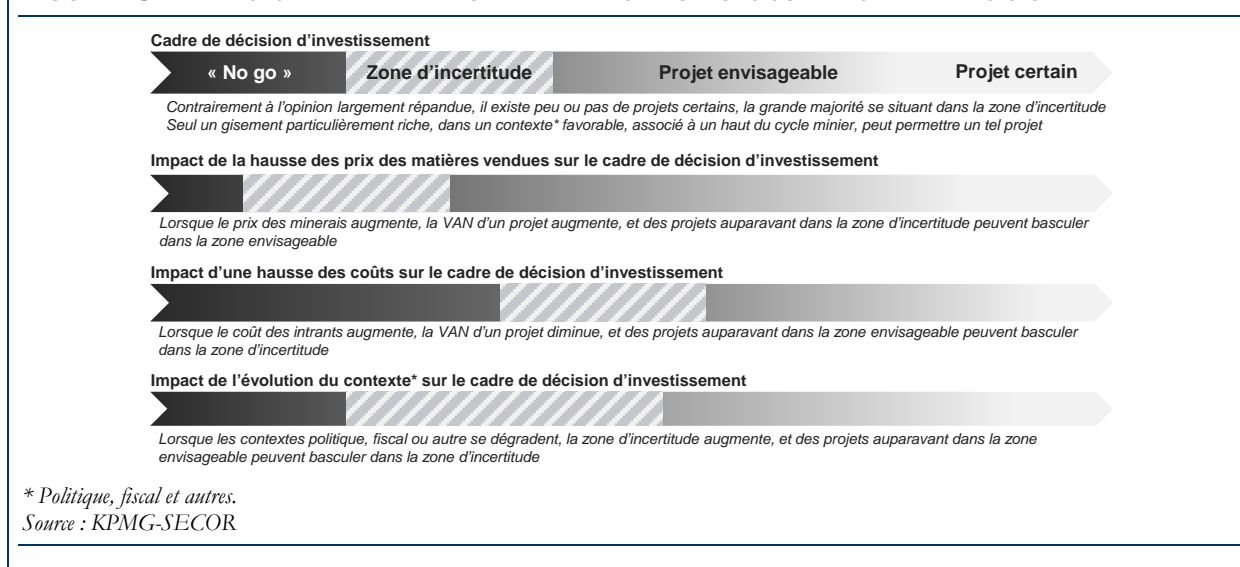 Cadre de décision d'investissement
« No go » Zone d'incertitude Projet envisageable Projet certain
Contrairement à l'opinion largement répandue, il existe peu ou pas de projets certains, la grande majorité se situant dans la zone d'incertitude
Seul un gisement particulièrement riche, dans un contexte* favorable, associé à un haut du cycle minier, peut permettre un tel projet
Impact de la hausse des prix des matières vendues sur le cadre de décision d'investissement
Lorsque le prix des minerais augmente, la VAN d'un projet augmente, et des projets auparavant dans la zone d'incertitude peuvent basculer
dans la zone envisageable
Impact d'une hausse des coûts sur le cadre de décision d'investissement
Lorsque le coût des intrants augmente, la VAN d'un projet diminue, et des projets auparavant dans la zone envisageable peuvent basculer
dans la zone d'incertitude
Impact de l'évolution du contexte* sur le cadre de décision d'investissement
Lorsque les contextes politique, fiscal ou autre se dégradent, la zone d'incertitude augmente, et des projets auparavant dans la zone
envisageable peuvent basculer dans la zone d'incertitude
* Politique, fiscal et autres.
Source : KPMG-SECOR